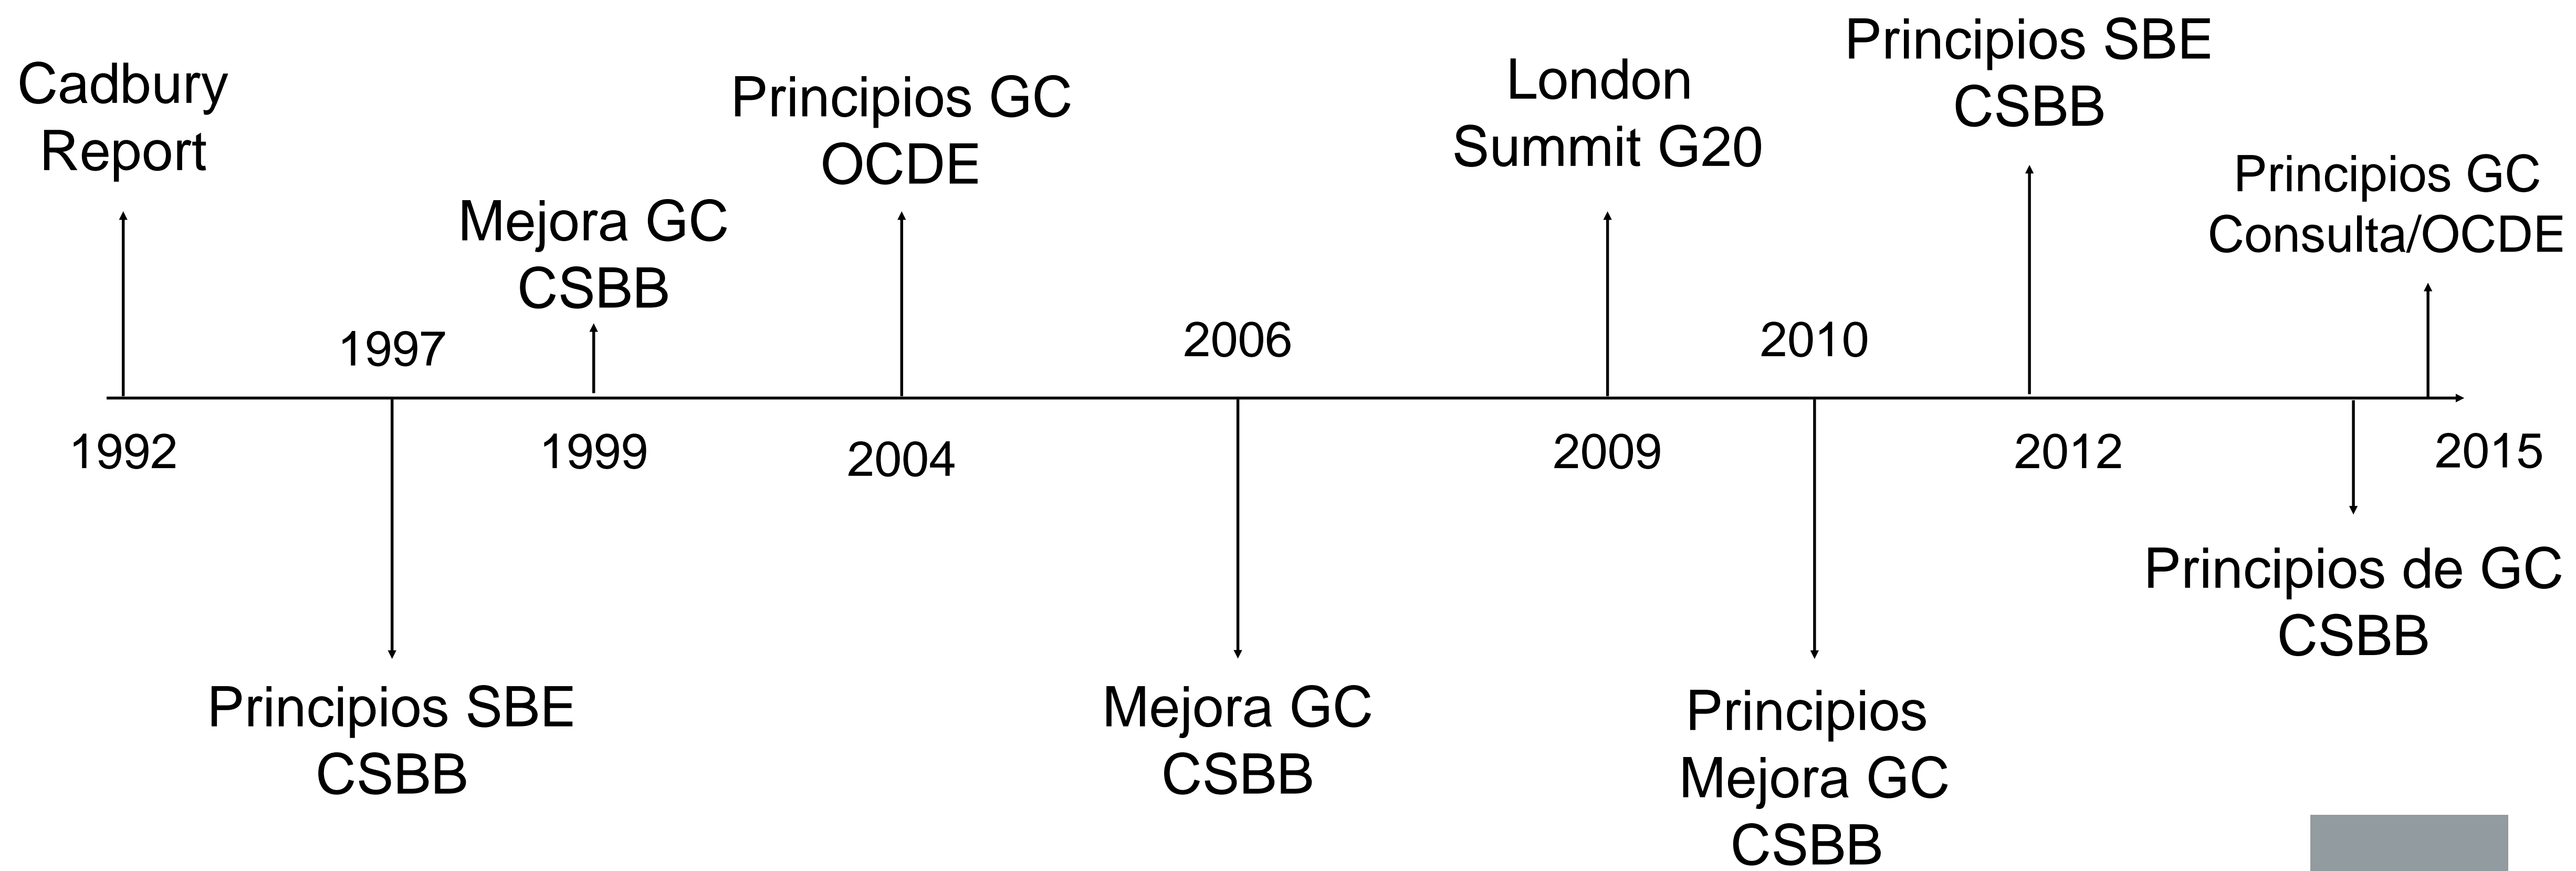 Cadbury
Report
1992
1997
Principios SBE
CSBB
Mejora GC
CSBB
1999
Principios GC
OCDE
2004
2006
Mejora GC
CSBB
London
Summit G20
2009
2010
Principios
Mejora GC
CSBB
Principios SBE
CSBB
2012
Principios de GC
CSBB
Principios GC
Consulta/OCDE
2015